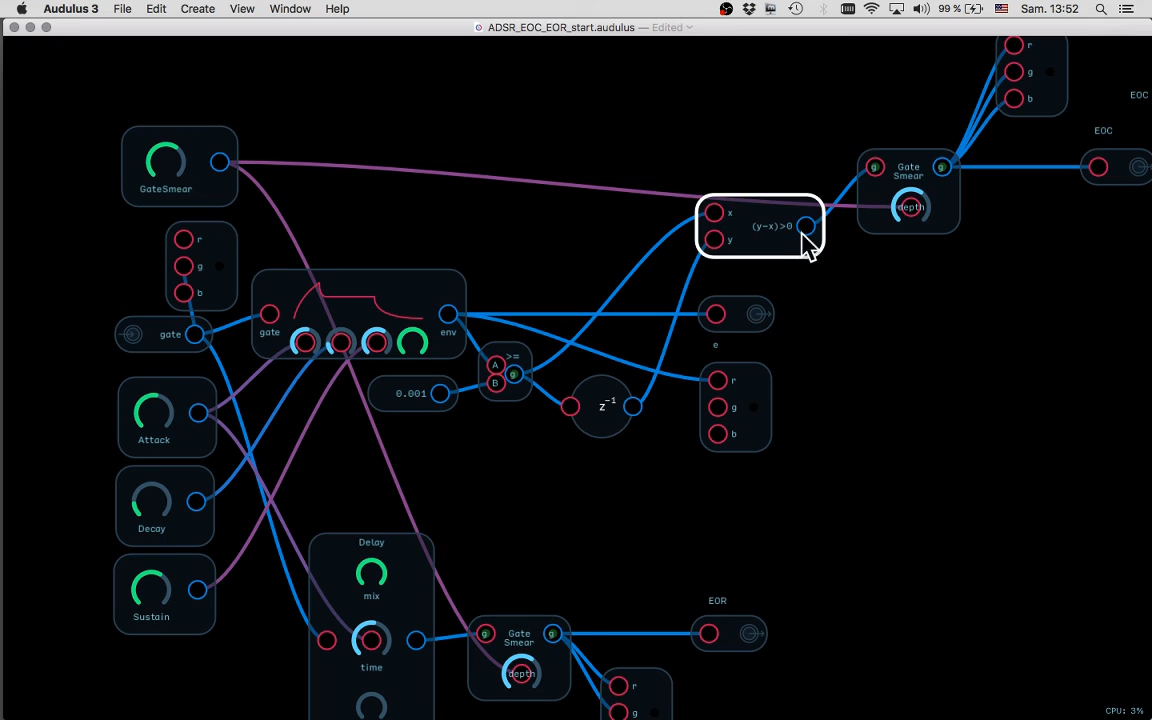 Audulus 3 File Edit Create View Window Help 99 % Sam. 13:52
ADSR_EOC_EOR_start.audulus — Edited
r
g
b
EOC
EOC
GateSmear
x
y
(y-x)>0
g
Gate
Smear
g
depth
r
g
b
gate
gate
env
e
>=
A
B
g
0.001
z-1
r
g
b
Attack
Decay
Sustain
Delay
mix
time
g
Gate
Smear
g
depth
EOR
r
g
CPU: 3%